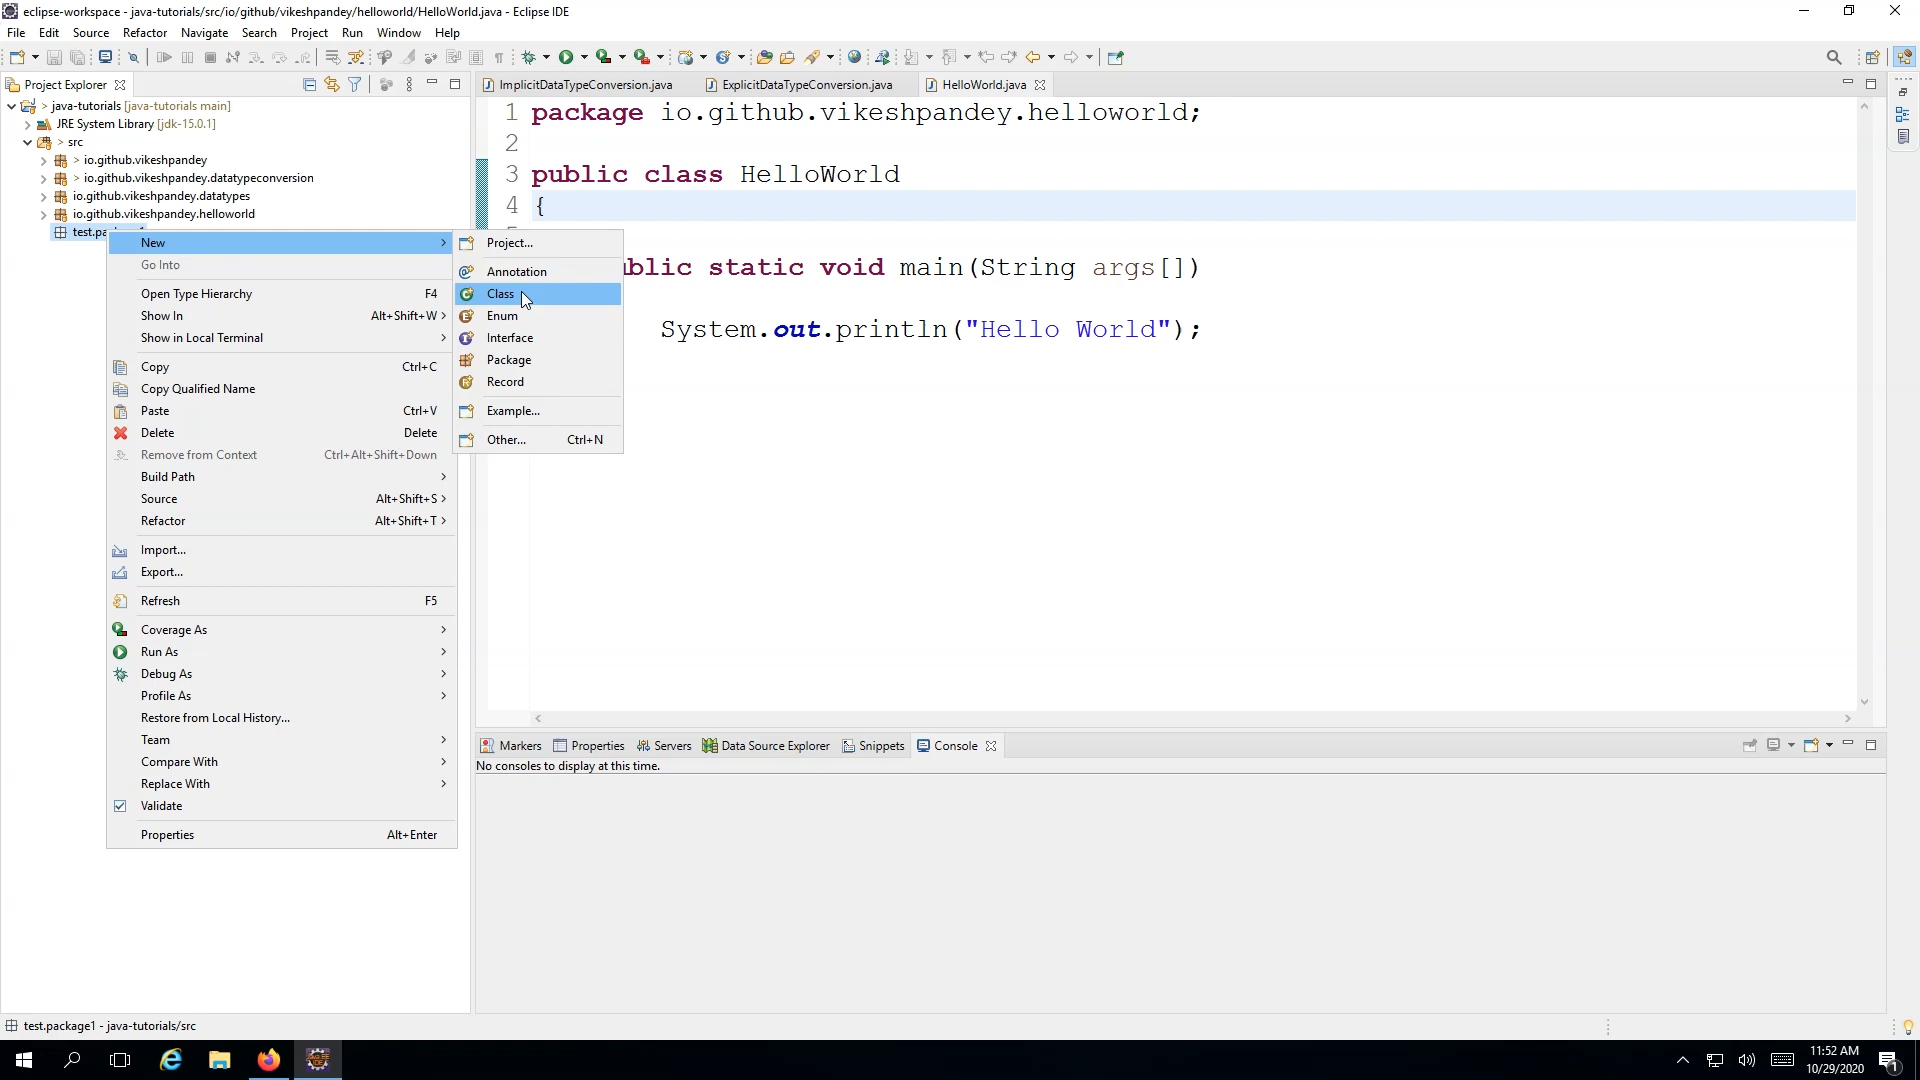 eclipse-workspace - java-tutorials/src/io/github/vikeshpandey/helloworld/HelloWorld.java - Eclipse IDE
File Edit Source Refactor Navigate Search Project Run Window Help
Project Explorer
> java-tutorials [java-tutorials main]
JRE System Library [jdk-15.0.1]
> src
> io.github.vikeshpandey
> io.github.vikeshpandey.datatypeconversion
io.github.vikeshpandey.datatypes
io.github.vikeshpandey.helloworld
New
Go Into
Open Type Hierarchy F4
Show In Alt+Shift+W >
Show in Local Terminal
Copy Ctrl+C
Copy Qualified Name
Paste Ctrl+V
Delete Delete
Remove from Context Ctrl+Alt+Shift+Down
Build Path
Source Alt+Shift+S >
Refactor Alt+Shift+T >
Import...
Export...
Refresh F5
Coverage As
Run As
Debug As
Profile As
Restore from Local History...
Team
Compare With
Replace With
Validate
Properties Alt+Enter
Project...
Annotation
Class
Enum
Interface
Package
Record
Example...
Other... Ctrl+N
ImplicitDataTypeConversion.java ExplicitDataTypeConversion.java HelloWorld.java
1 package io.github.vikeshpandey.helloworld;
2
3 public class HelloWorld
4 {
static void main(String args[])
System.out.println("Hello World");
Markers Properties Servers Data Source Explorer Snippets Console
No consoles to display at this time.
test.package1 - java-tutorials/src
11:52 AM
10/29/2020
1